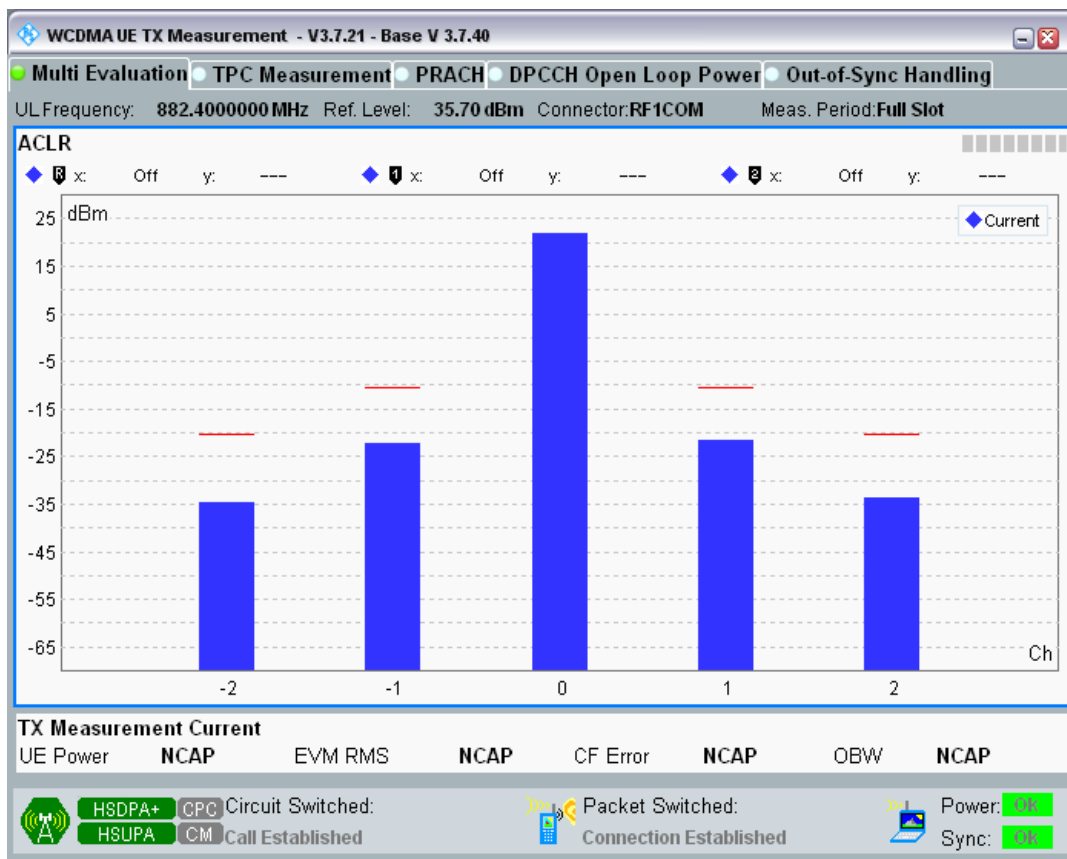 WCDMA UE TX Measurement - V3.7.21 - Base V 3.7.40
Multi Evaluation TPC Measurement PRACH DPCCH Open Loop Power Out-of-Sync Handling
UL Frequency: 882.4000000 MHz Ref. Level: 35.70 dBm Connector:RF1COM Meas. Period:Full Slot
ACLR
R x: Off y: --- 1 x: Off y: --- 2 x: Off y: ---
dBm
Current
25
15
5
-5
-15
-25
-35
-45
-55
-65
Ch
-2 -1 0 1 2
TX Measurement Current
UE Power NCAP EVM RMS NCAP CF Error NCAP OBW NCAP
HSDPA+ CPC Circuit Switched: Packet Switched: Power: OK
HSUPA CM Call Established Connection Established Sync: OK